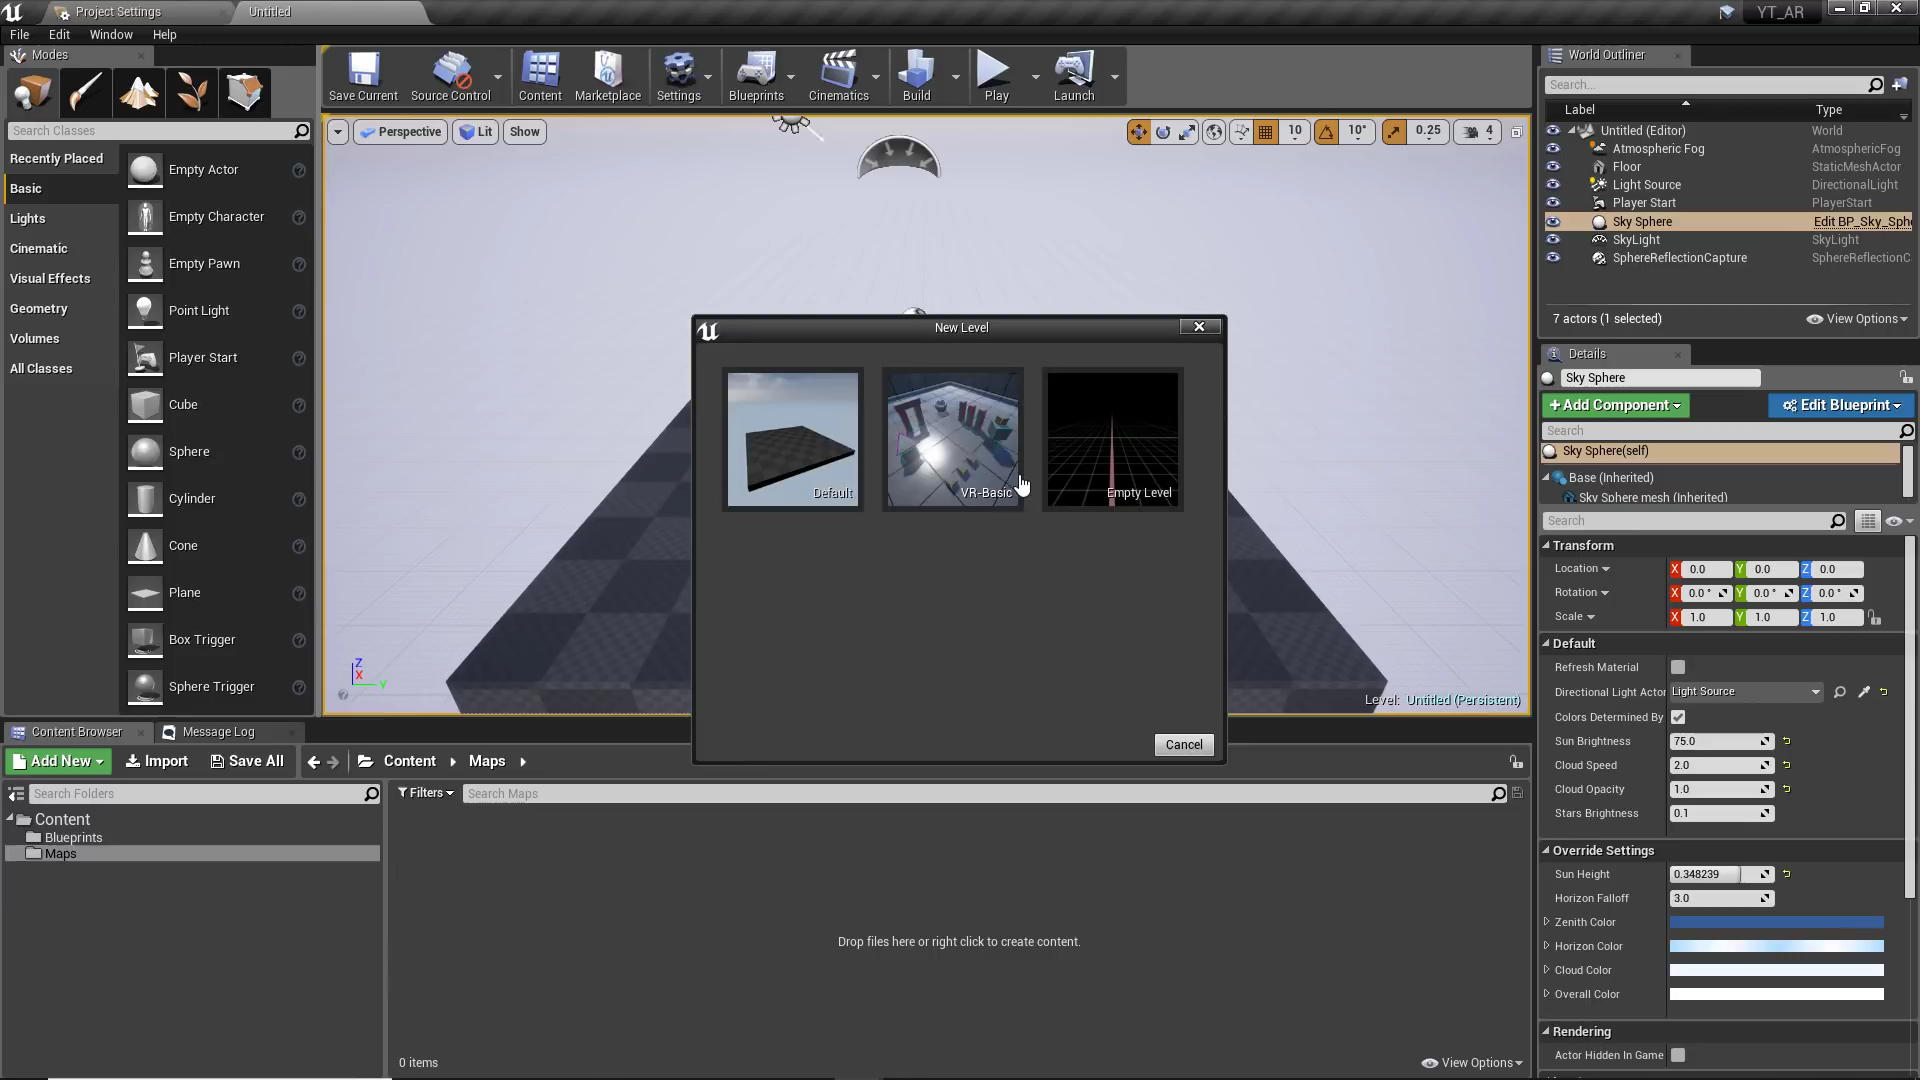 Project Settings
Untitled
YT_AR
File Edit Window Help
Modes
Search Classes
Recently Placed
Basic
Lights
Cinematic
Visual Effects
Geometry
Volumes
All Classes
Empty Actor
Empty Character
Empty Pawn
Point Light
Player Start
Cube
Sphere
Cylinder
Cone
Plane
Box Trigger
Sphere Trigger
Save Current
Source Control
Content
Marketplace
Settings
Blueprints
Cinematics
Build
Play
Launch
Perspective Lit Show
10 10° 0.25 4
Z
X
Y
Level: Untitled (Persistent)
New Level
Default
VR-Basic
Empty Level
Cancel
World Outliner
Search...
Label Type
Untitled (Editor) World
Atmospheric Fog AtmosphericFog
Floor StaticMeshActor
Light Source DirectionalLight
Player Start PlayerStart
Sky Sphere Edit BP_Sky_Sph
SkyLight SkyLight
SphereReflectionCapture SphereReflectionC
7 actors (1 selected) View Options
Details
Sky Sphere
+Add Component Edit Blueprint
Search
Sky Sphere(self)
Base (Inherited)
Sky Sphere mesh (Inherited)
Search
Transform
Location X 0.0 Y 0.0 Z 0.0
Rotation X 0.0 ° Y 0.0 ° Z 0.0 °
Scale X 1.0 Y 1.0 Z 1.0
Default
Refresh Material
Directional Light Actor Light Source
Colors Determined By
Sun Brightness 75.0
Cloud Speed 2.0
Cloud Opacity 1.0
Stars Brightness 0.1
Override Settings
Sun Height 0.348239
Horizon Falloff 3.0
Zenith Color
Horizon Color
Cloud Color
Overall Color
Rendering
Actor Hidden In Game
Content Browser
Message Log
Add New Import Save All Content Maps
Search Folders
Filters Search Maps
Content
Blueprints
Maps
Drop files here or right click to create content.
0 items View Options